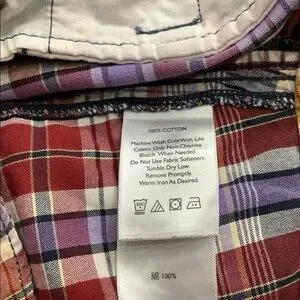 100% COTTON
Machine Wash Cold With Like
Colors. Only Non-Chlorine
Bleach. When Needed
Do Not Use Fabric Softeners.
Tumble Dry Low.
Remove Promptly.
Warm Iron As Desired.
綿 100%